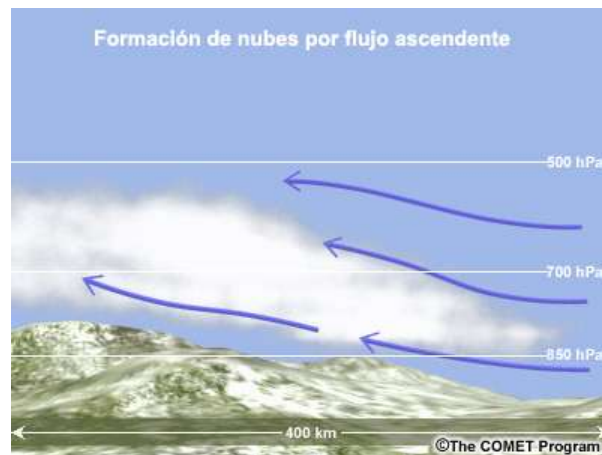 Formación de nubes por flujo ascendente
500 hPa
700 hPa
850 hPa
400 km
©The COMET Program